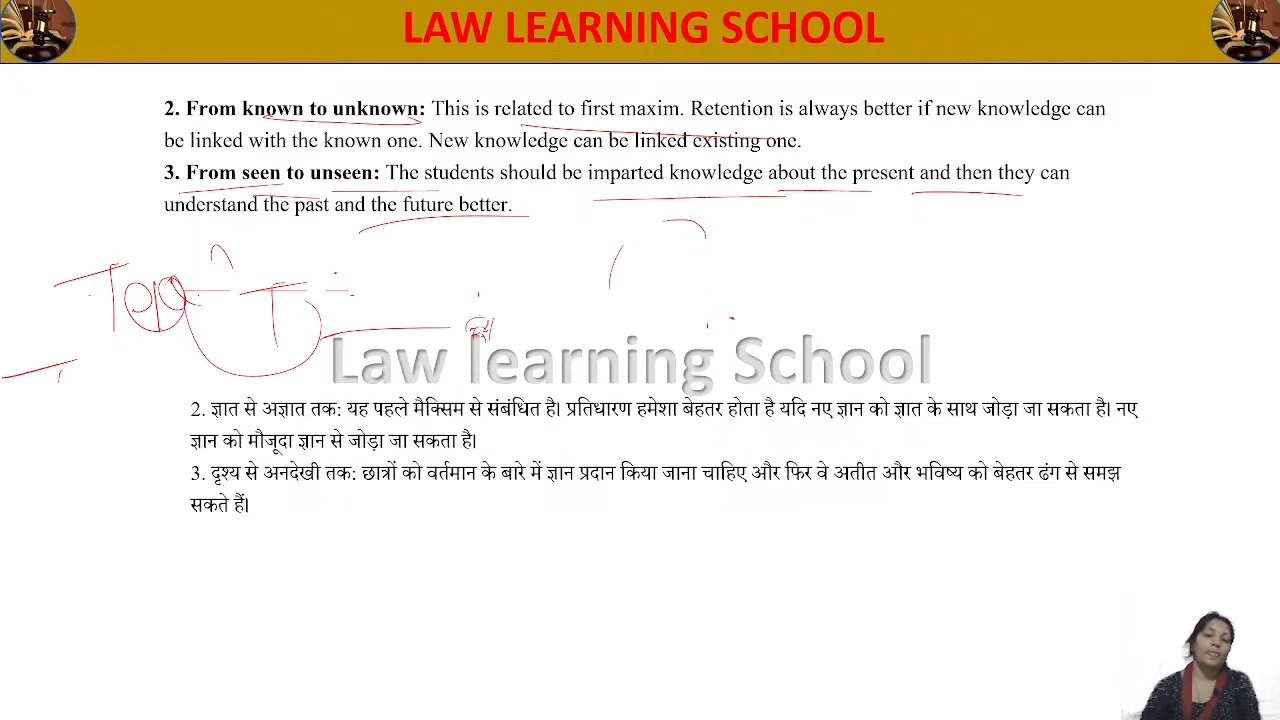 LAW LEARNING SCHOOL
2. From known to unknown: This is related to first maxim. Retention is always better if new knowledge can
be linked with the known one. New knowledge can be linked existing one.
3. From seen to unseen: The students should be imparted knowledge about the present and then they can
understand the past and the future better.
Law learning School
2. ज्ञात से अज्ञात तक: यह पहले मैक्सिम से संबंधित है। प्रतिधारण हमेशा बेहतर होता है यदि नए ज्ञान को ज्ञात के साथ जोड़ा जा सकता है। नए
ज्ञान को मौजूदा ज्ञान से जोड़ा जा सकता है।
3. दृश्य से अनदेखी तक: छात्रों को वर्तमान के बारे में ज्ञान प्रदान किया जाना चाहिए और फिर वे अतीत और भविष्य को बेहतर ढंग से समझ
सकते हैं।